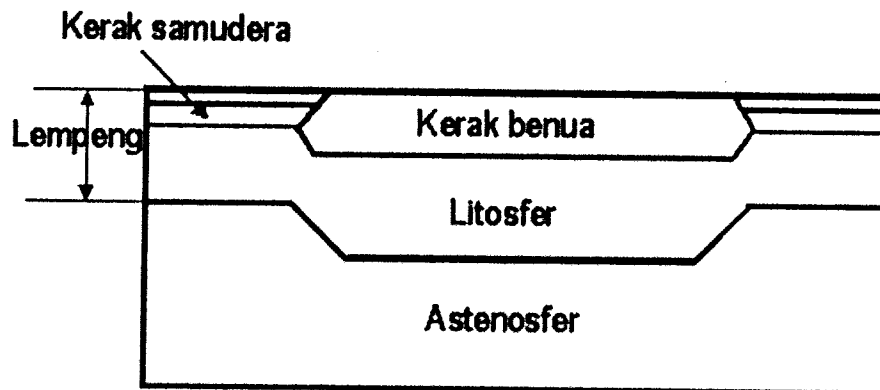 Kerak samudera
Lempeng
Kerak benua
Litosfer
Astenosfer